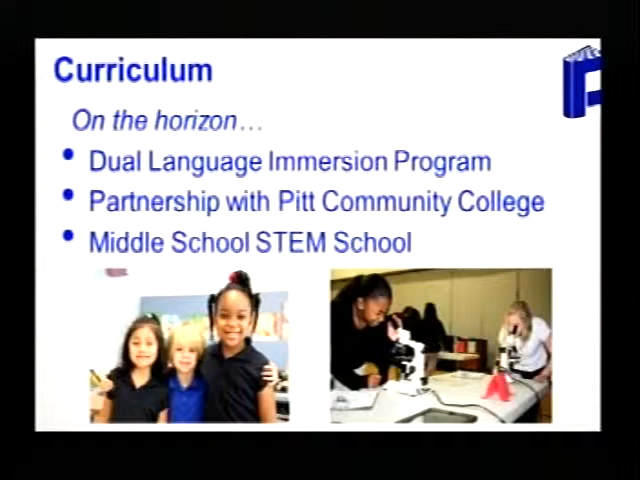 Curriculum
On the horizon…
• Dual Language Immersion Program
• Partnership with Pitt Community College
• Middle School STEM School